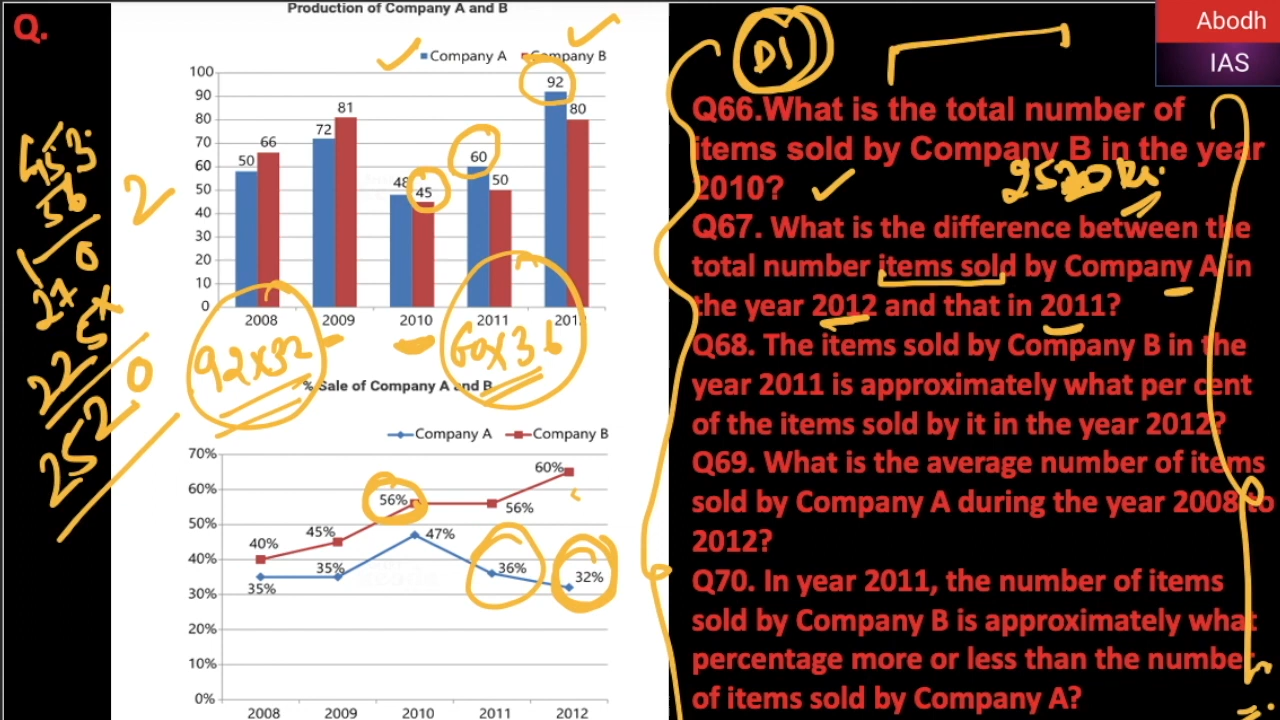 Q.
Production of Company A and B
Company A Company B
100
90
80
70
60
50
40
30
20
10
0
50 66
72 81
48 45
60 50
92 80
2008 2009 2010 2011 201
% Sale of Company A and B
Company A Company B
70%
60%
50%
40%
30%
20%
10%
0%
40% 45% 56% 56% 60%
35% 35% 47% 36% 32%
2008 2009 2010 2011 2012
92x32
60x36
45
56
270
225x
2520
Abodh
IAS
DI
Q66.What is the total number of
items sold by Company B in the year
2010?
2520
Q67. What is the difference between the
total number items sold by Company A in
the year 2012 and that in 2011?
Q68. The items sold by Company B in the
year 2011 is approximately what per cent
of the items sold by it in the year 2012?
Q69. What is the average number of items
sold by Company A during the year 2008 to
2012?
Q70. In year 2011, the number of items
sold by Company B is approximately what
percentage more or less than the number
of items sold by Company A?